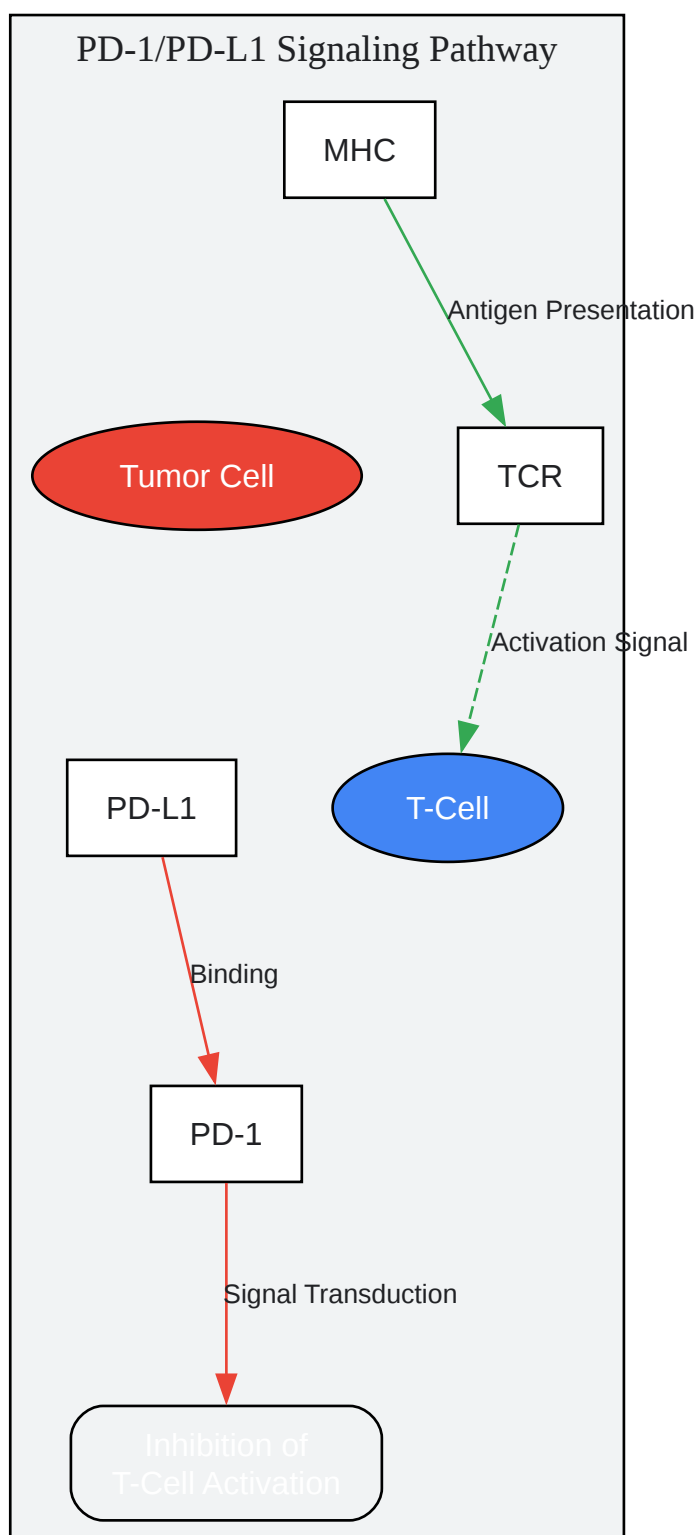 PD-1/PD-L1 Signaling Pathway
MHC
Antigen Presentation
Tumor Cell
TCR
Activation Signal
PD-L1
T-Cell
Binding
PD-1
Signal Transduction
Inhibition of
T-Cell Activation